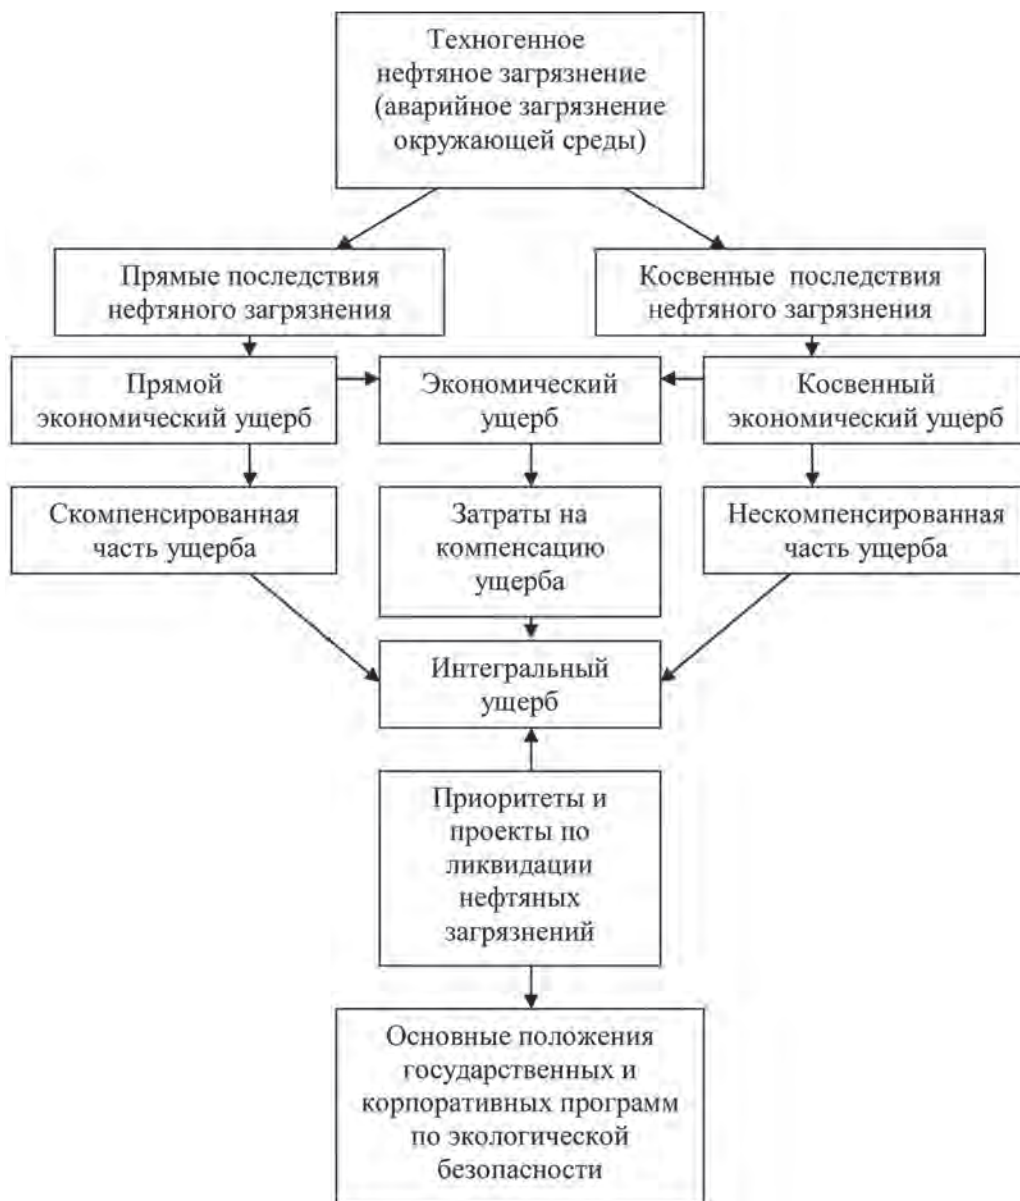 Техногенное
нефтяное загрязнение
(аварийное загрязнение
окружающей среды)
Прямые последствия
нефтяного загрязнения
Косвенные последствия
нефтяного загрязнения
Прямой
экономический ущерб
Экономический
ущерб
Косвенный
экономический ущерб
Скомпенсированная
часть ущерба
Затраты на
компенсацию
ущерба
Нескомпенсированная
часть ущерба
Интегральный
ущерб
Приоритеты и
проекты по
ликвидации
нефтяных
загрязнений
Основные положения
государственных и
корпоративных программ
по экологической
безопасности